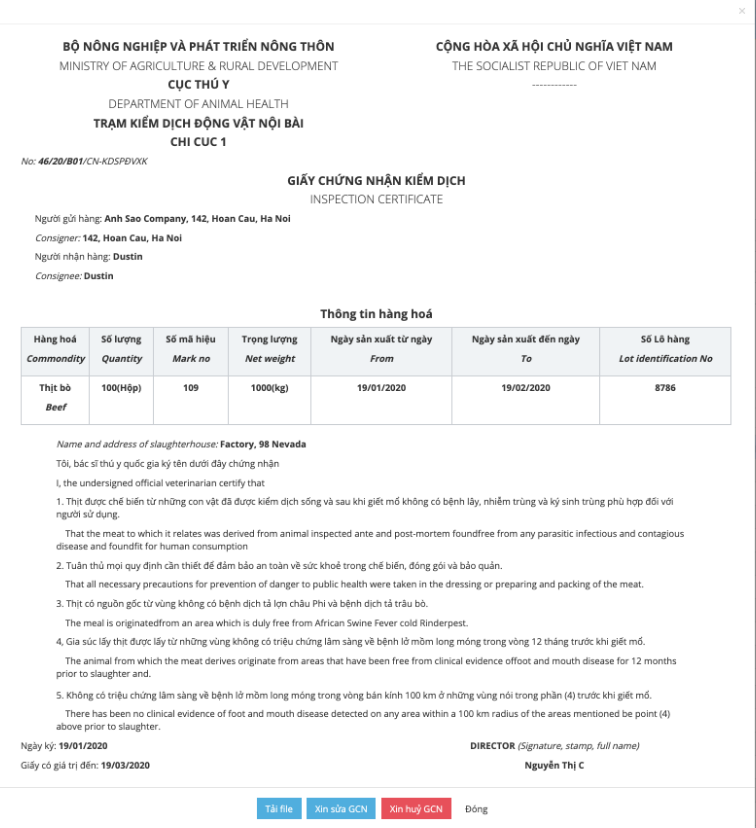 ×
BỘ NÔNG NGHIỆP VÀ PHÁT TRIỂN NÔNG THÔN
MINISTRY OF AGRICULTURE & RURAL DEVELOPMENT
CỤC THÚ Y
DEPARTMENT OF ANIMAL HEALTH
TRẠM KIỂM DỊCH ĐỘNG VẬT NỘI BÀI
CHI CUC 1
CỘNG HÒA XÃ HỘI CHỦ NGHĨA VIỆT NAM
THE SOCIALIST REPUBLIC OF VIET NAM
------------
No: 46/20/B01/CN-KDSPĐVXK
GIẤY CHỨNG NHẬN KIỂM DỊCH
INSPECTION CERTIFICATE
Người gửi hàng: Anh Sao Company, 142, Hoan Cau, Ha Noi
Consigner: 142, Hoan Cau, Ha Noi
Người nhận hàng: Dustin
Consignee: Dustin
Thông tin hàng hoá
Hàng hoá Số lượng Số mã hiệu Trọng lượng Ngày sản xuất từ ngày Ngày sản xuất đến ngày Số Lô hàng
Commondity Quantity Mark no Net weight From To Lot identification No
Thịt bò 100(Hộp) 109 1000(kg) 19/01/2020 19/02/2020 8786
Beef
Name and address of slaughterhouse: Factory, 98 Nevada
Tôi, bác sĩ thú y quốc gia ký tên dưới đây chứng nhận
I, the undersigned official veterinarian certify that
1. Thịt được chế biến từ những con vật đã được kiểm dịch sống và sau khi giết mổ không có bệnh lây, nhiễm trùng và ký sinh trùng phù hợp đối với
người sử dụng.
That the meat to which it relates was derived from animal inspected ante and post-mortem foundfree from any parasitic infectious and contagious
disease and foundfit for human consumption
2. Tuân thủ mọi quy định cần thiết để đảm bảo an toàn về sức khoẻ trong chế biến, đóng gói và bảo quản.
That all necessary precautions for prevention of danger to public health were taken in the dressing or preparing and packing of the meat.
3. Thịt có nguồn gốc từ vùng không có bệnh dịch tả lợn châu Phi và bệnh dịch tả trâu bò.
The meal is originatedfrom an area which is duly free from African Swine Fever cold Rinderpest.
4, Gia súc lấy thịt được lấy từ những vùng không có triệu chứng lâm sàng về bệnh lở mồm long móng trong vòng 12 tháng trước khi giết mổ.
The animal from which the meat derives originate from areas that have been free from clinical evidence offoot and mouth disease for 12 months
prior to slaughter and.
5. Không có triệu chứng lâm sàng về bệnh lở mồm long móng trong vòng bán kính 100 km ở những vùng nói trong phần (4) trước khi giết mổ.
There has been no clinical evidence of foot and mouth disease detected on any area within a 100 km radius of the areas mentioned be point (4)
above prior to slaughter.
Ngày ký: 19/01/2020
DIRECTOR (Signature, stamp, full name)
Giấy có giá trị đến: 19/03/2020
Nguyễn Thị C
Tải file Xin sửa GCN Xin huỷ GCN Đóng